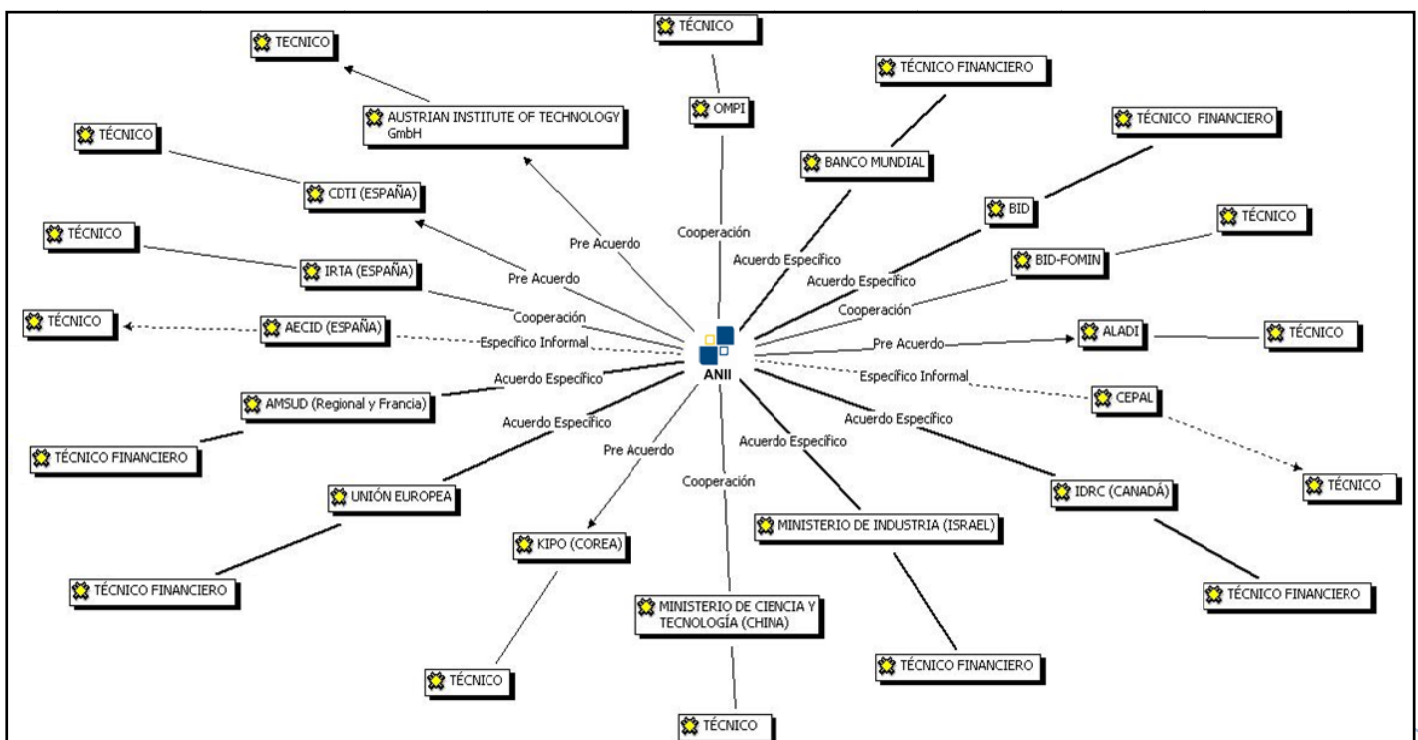 TÉCNICO
TECNICO
TÉCNICO FINANCIERO
OMPI
AUSTRIAN INSTITUTE OF TECHNOLOGY
GmbH
TÉCNICO FINANCIERO
TÉCNICO
BANCO MUNDIAL
CDTI (ESPAÑA)
BID
TÉCNICO
TÉCNICO
Cooperación
Pre Acuerdo
IRTA (ESPAÑA)
Acuerdo Específico
BID-FOMIN
Pre Acuerdo
Acuerdo Específico
Cooperación
Cooperación
TÉCNICO
AECID (ESPAÑA)
Específico Informal
Pre Acuerdo
ALADI
TÉCNICO
ANII
Acuerdo Específico
Específico Informal
AMSUD (Regional y Francia)
CEPAL
Acuerdo Específico
Acuerdo Específico
Acuerdo Específico
Pre Acuerdo
TÉCNICO FINANCIERO
Cooperación
TÉCNICO
UNIÓN EUROPEA
IDRC (CANADÁ)
MINISTERIO DE INDUSTRIA (ISRAEL)
KIPO (COREA)
TÉCNICO FINANCIERO
TÉCNICO FINANCIERO
MINISTERIO DE CIENCIA Y
TECNOLOGÍA (CHINA)
TÉCNICO FINANCIERO
TÉCNICO
TÉCNICO